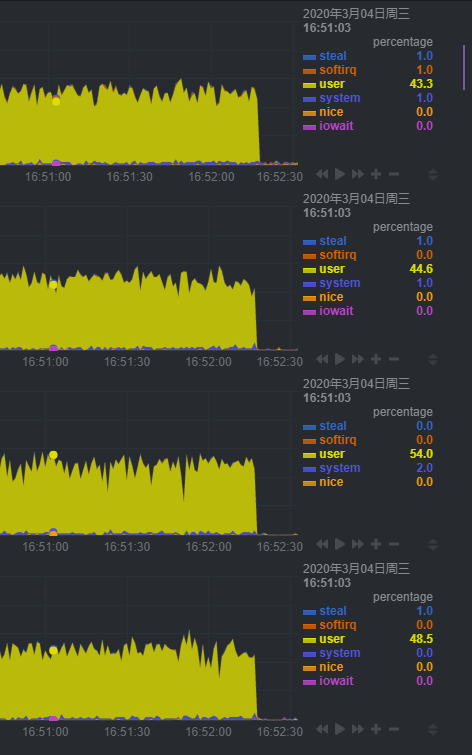 2020年3月04日周三
16:51:03
percentage
steal 1.0
softirq 1.0
user 43.3
system 1.0
nice 0.0
iowait 0.0
16:51:00 16:51:30 16:52:00 16:52:30
2020年3月04日周三
16:51:03
percentage
steal 1.0
softirq 0.0
user 44.6
system 1.0
nice 0.0
iowait 0.0
16:51:00 16:51:30 16:52:00 16:52:30
2020年3月04日周三
16:51:03
percentage
steal 0.0
softirq 0.0
user 54.0
system 2.0
nice 0.0
16:51:00 16:51:30 16:52:00 16:52:30
2020年3月04日周三
16:51:03
percentage
steal 1.0
softirq 0.0
user 48.5
system 0.0
nice 0.0
iowait 0.0
16:51:00 16:51:30 16:52:00 16:52:30